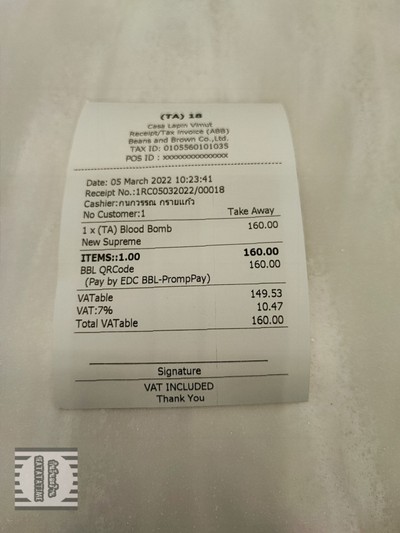 (TA) 18
Casa Lapin Vimut
Receipt/Tax Invoice (ABB)
Beans and Brown Co.,Ltd.
TAX ID: 0105560101035
POS ID : xxxxxxxxxxxxxxx
Date: 05 March 2022 10:23:41
Receipt No.:1RC05032022/00018
Cashier:กนกวรรณ กรายแก้ว
No Customer:1 Take Away
1 x (TA) Blood Bomb 160.00
New Supreme
ITEMS::1.00 160.00
BBL QRCode 160.00
(Pay by EDC BBL-PrompPay)
VATable 149.53
VAT:7% 10.47
Total VATable 160.00
Signature
VAT INCLUDED
Thank You